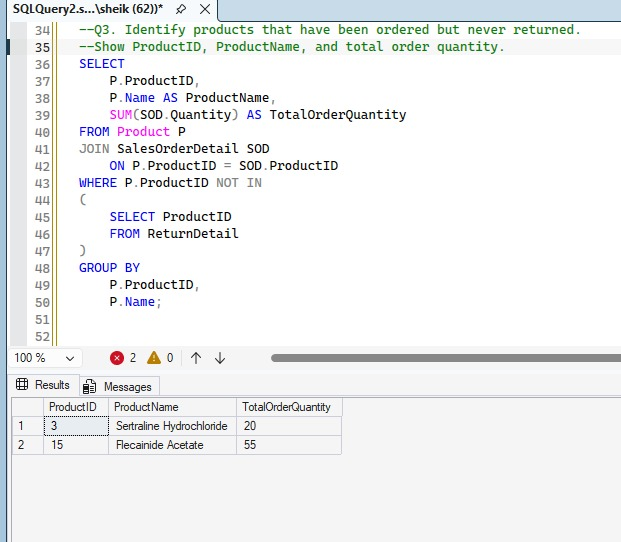 SQLQuery2.s...\sheik (62))*
34 --Q3. Identify products that have been ordered but never returned.
35 --Show ProductID, ProductName, and total order quantity.
36 SELECT
37 P.ProductID,
38 P.Name AS ProductName,
39 SUM(SOD.Quantity) AS TotalOrderQuantity
40 FROM Product P
41 JOIN SalesOrderDetail SOD
42 ON P.ProductID = SOD.ProductID
43 WHERE P.ProductID NOT IN
44 (
45 SELECT ProductID
46 FROM ReturnDetail
47 )
48 GROUP BY
49 P.ProductID,
50 P.Name;
51
52
100 % 2 0
Results Messages
ProductID ProductName TotalOrderQuantity
1 3 Sertraline Hydrochloride 20
2 15 Flecainide Acetate 55